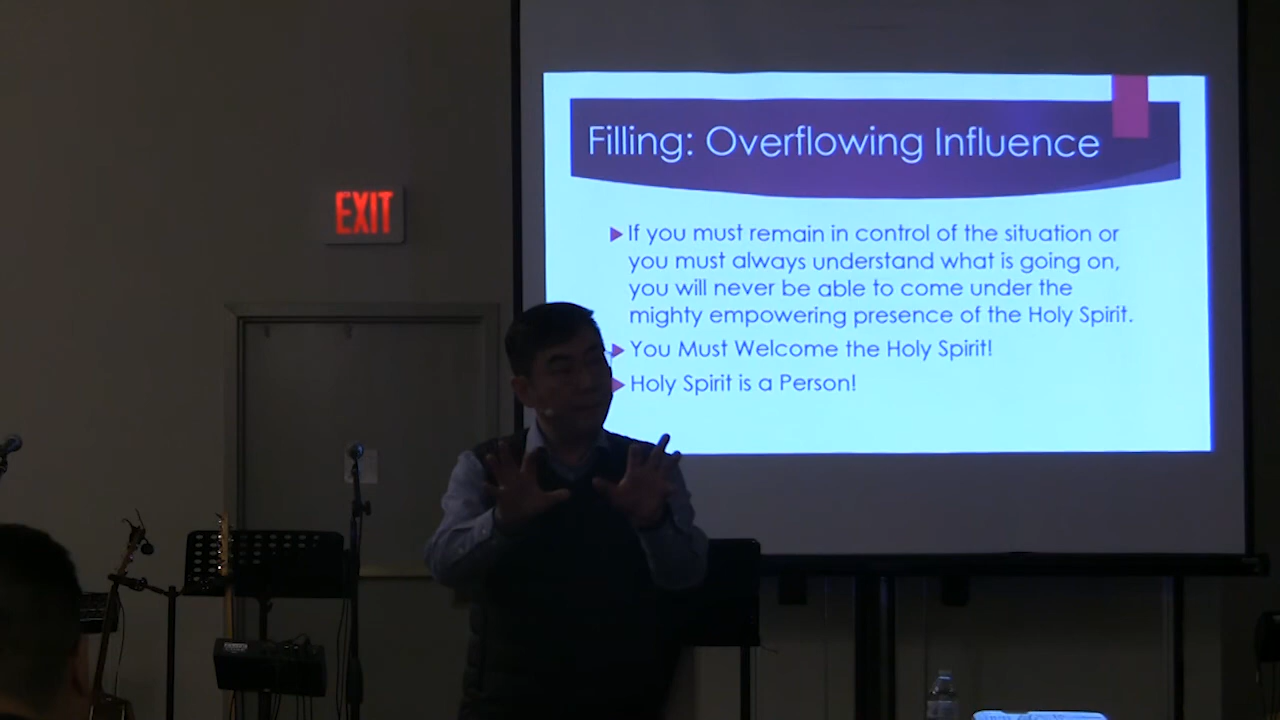 Filling: Overflowing Influence
EXIT
If you must remain in control of the situation or
you must always understand what is going on,
you will never be able to come under the
mighty empowering presence of the Holy Spirit.
You Must Welcome the Holy Spirit!
Holy Spirit is a Person!